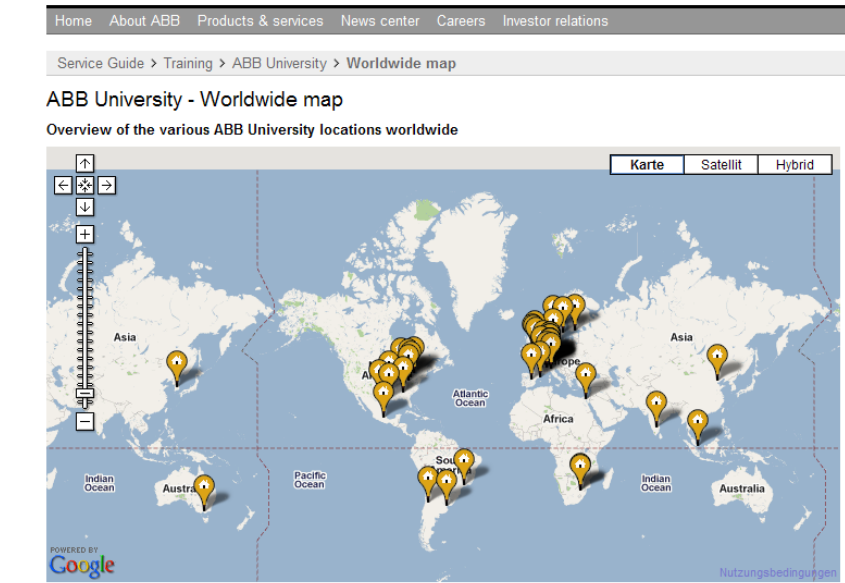 Home About ABB Products & services News center Careers Investor relations
Service Guide > Training > ABB University > Worldwide map
ABB University - Worldwide map
Overview of the various ABB University locations worldwide
Karte Satellit Hybrid
Asia
Asia
Atlantic
Ocean
Africa
Indian
Ocean
Pacific
Ocean
Indian
Ocean
Australia
POWERED BY
Google
Nutzungsbedingungen